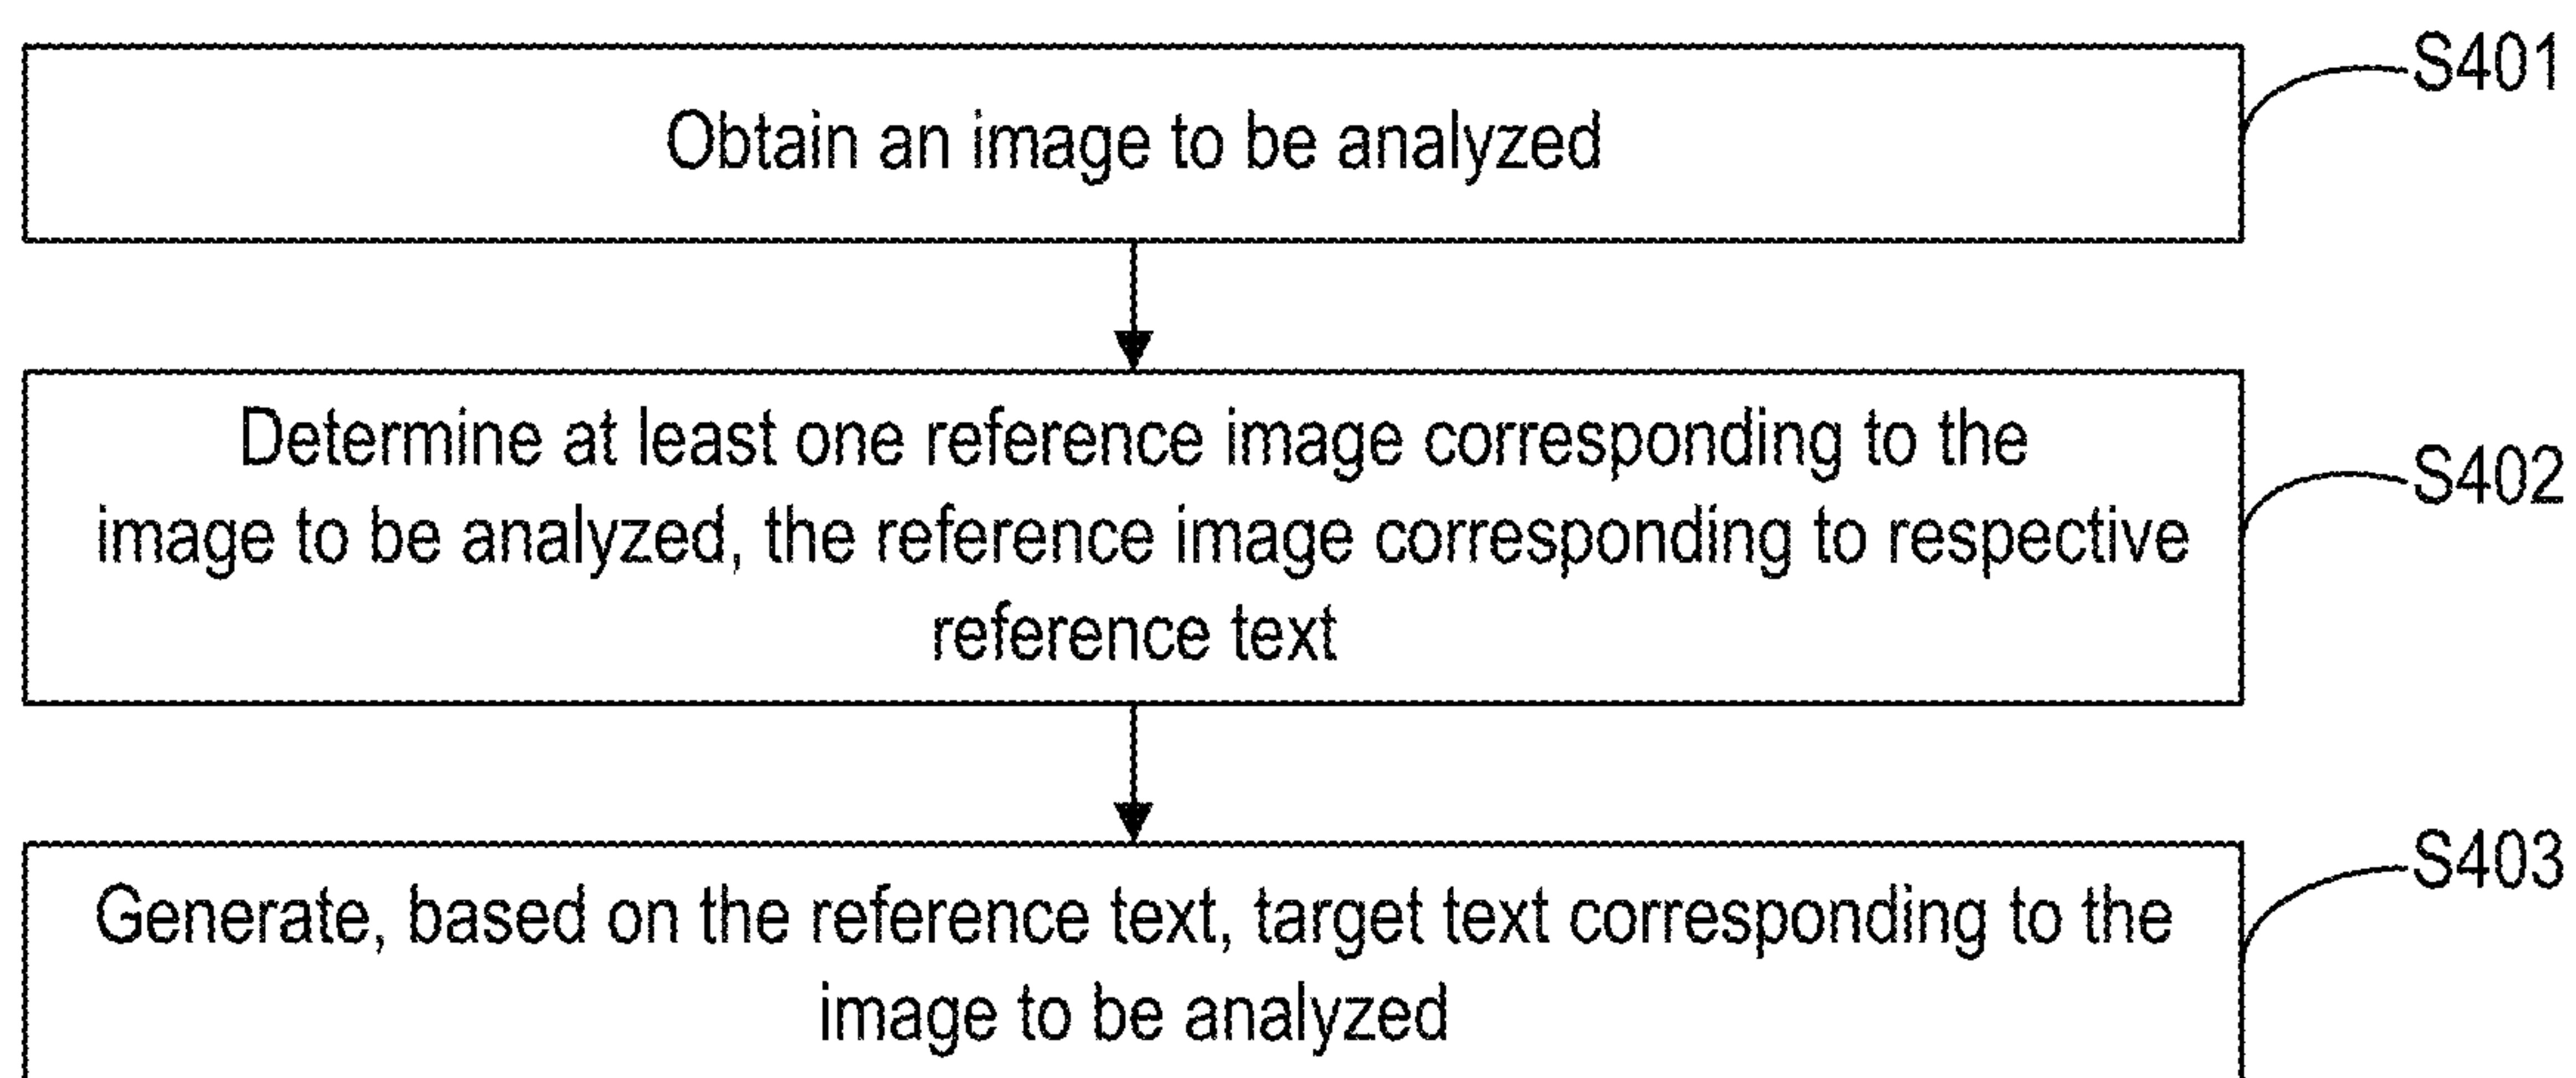 S401
Obtain an image to be analyzed
Determine at least one reference image corresponding to the
image to be analyzed, the reference image corresponding to respective
reference text
S402
Generate, based on the reference text, target text corresponding to the
image to be analyzed
S403